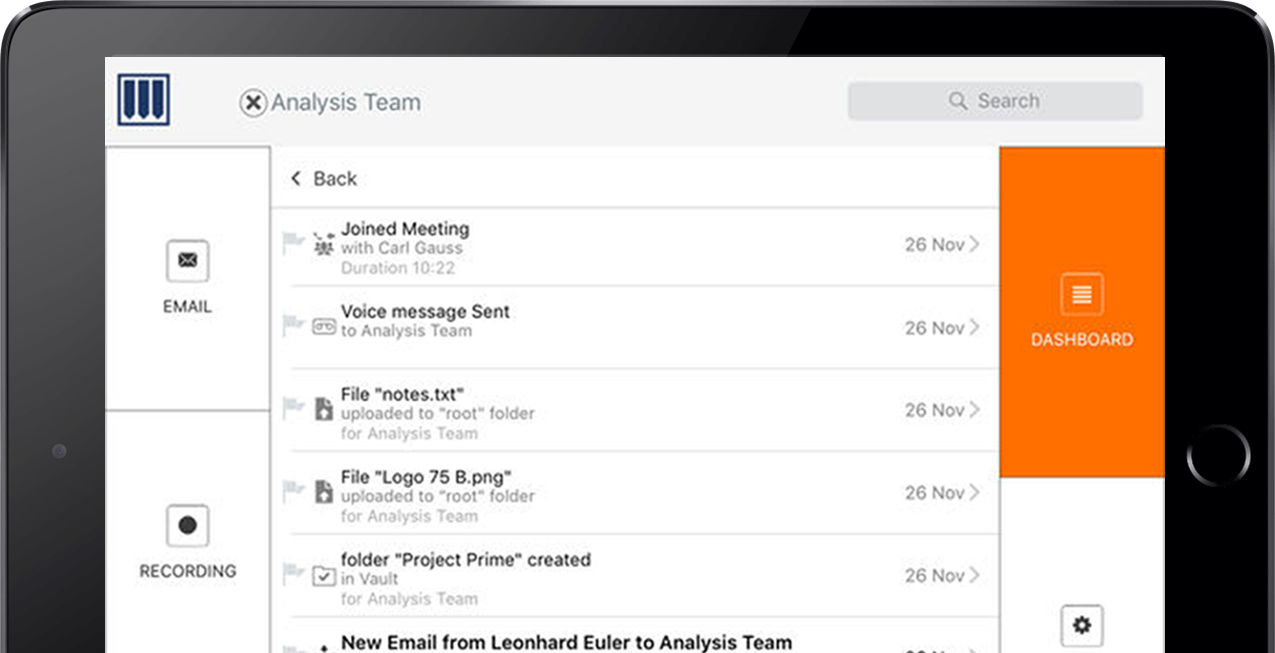 Analysis Team
Search
Back
EMAIL
RECORDING
Joined Meeting
with Carl Gauss
Duration 10:22
26 Nov
Voice message Sent
to Analysis Team
26 Nov
File "notes.txt"
uploaded to "root" folder
for Analysis Team
26 Nov
File "Logo 75 B.png"
uploaded to "root" folder
for Analysis Team
26 Nov
folder "Project Prime" created
in Vault
for Analysis Team
26 Nov
New Email from Leonhard Euler to Analysis Team
DASHBOARD